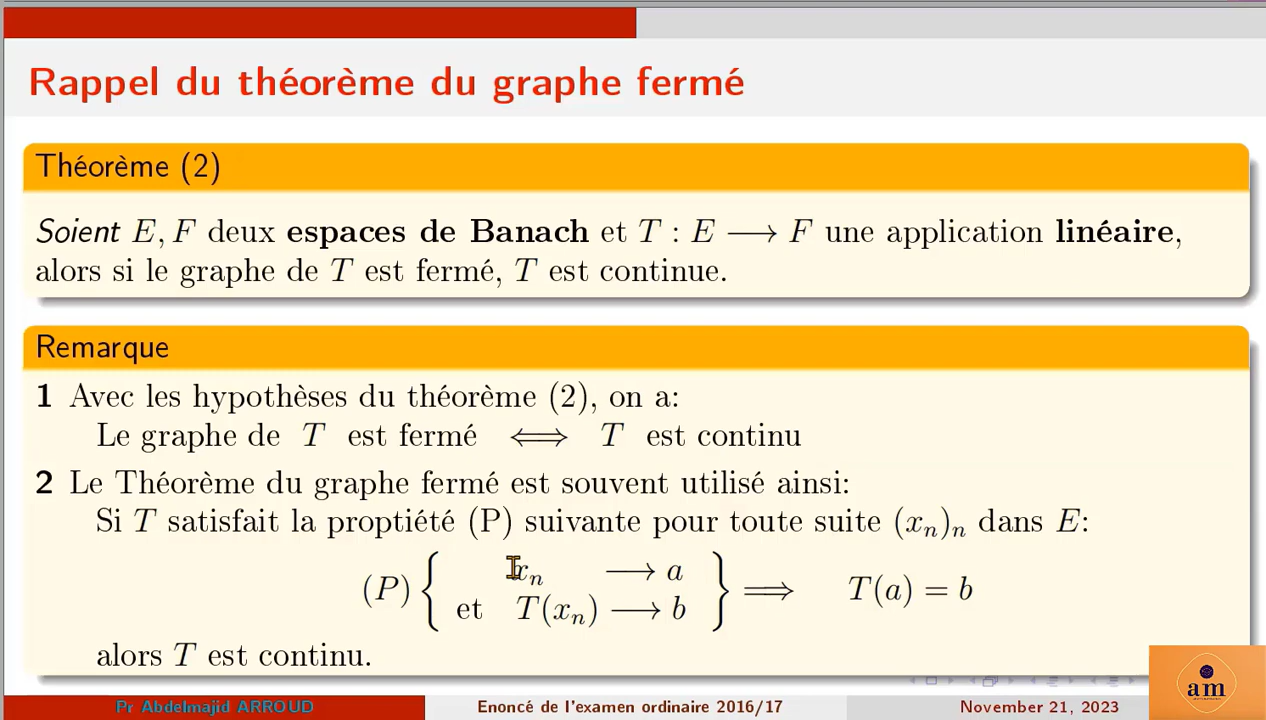 Rappel du théorème du graphe fermé
Théorème (2)
Soient E, F deux espaces de Banach et T : E ⟶ F une application linéaire,
alors si le graphe de T est fermé, T est continue.
Remarque
1 Avec les hypothèses du théorème (2), on a:
Le graphe de T est fermé ⟺ T est continu
2 Le Théorème du graphe fermé est souvent utilisé ainsi:
Si T satisfait la proptiété (P) suivante pour toute suite (xₙ)ₙ dans E:
(P) { xₙ ⟶ a
et T(xₙ) ⟶ b } ⟹ T(a) = b
alors T est continu.
Pr Abdelmajid ARROUD Enoncé de l'examen ordinaire 2016/17 November 21, 2023
am